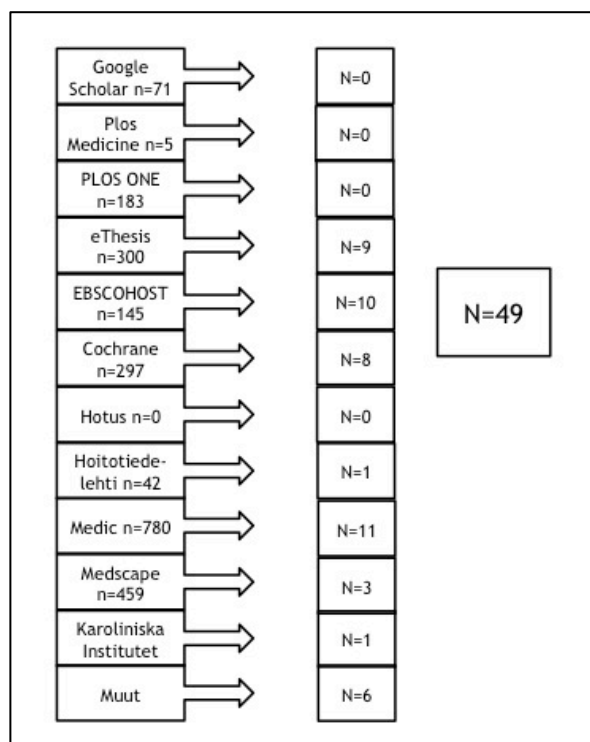 Google
Scholar n=71
N=0
Plos
Medicine n=5
N=0
PLOS ONE
n=183
N=0
eThesis
n=300
N=9
EBSCOHOST
n=145
N=10
Cochrane
n=297
N=8
Hotus n=0
N=0
Hoitotiede-
lehti n=42
N=1
Medic n=780
N=11
Medscape
n=459
N=3
Karoliniska
Institutet
N=1
Muut
N=6
N=49